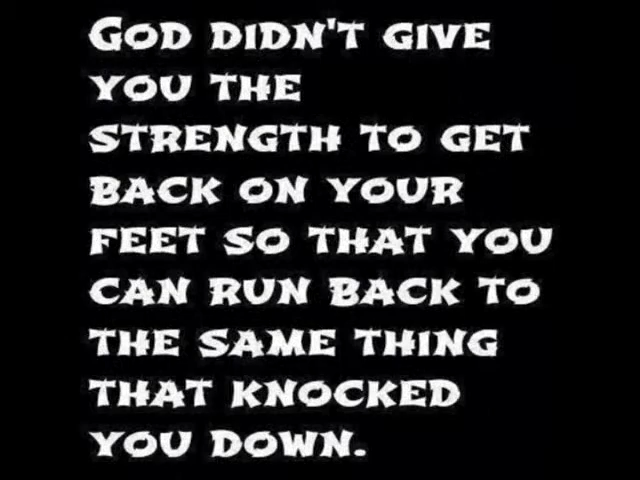 GOD DIDN'T GIVE
YOU THE
STRENGTH TO GET
BACK ON YOUR
FEET SO THAT YOU
CAN RUN BACK TO
THE SAME THING
THAT KNOCKED
YOU DOWN.